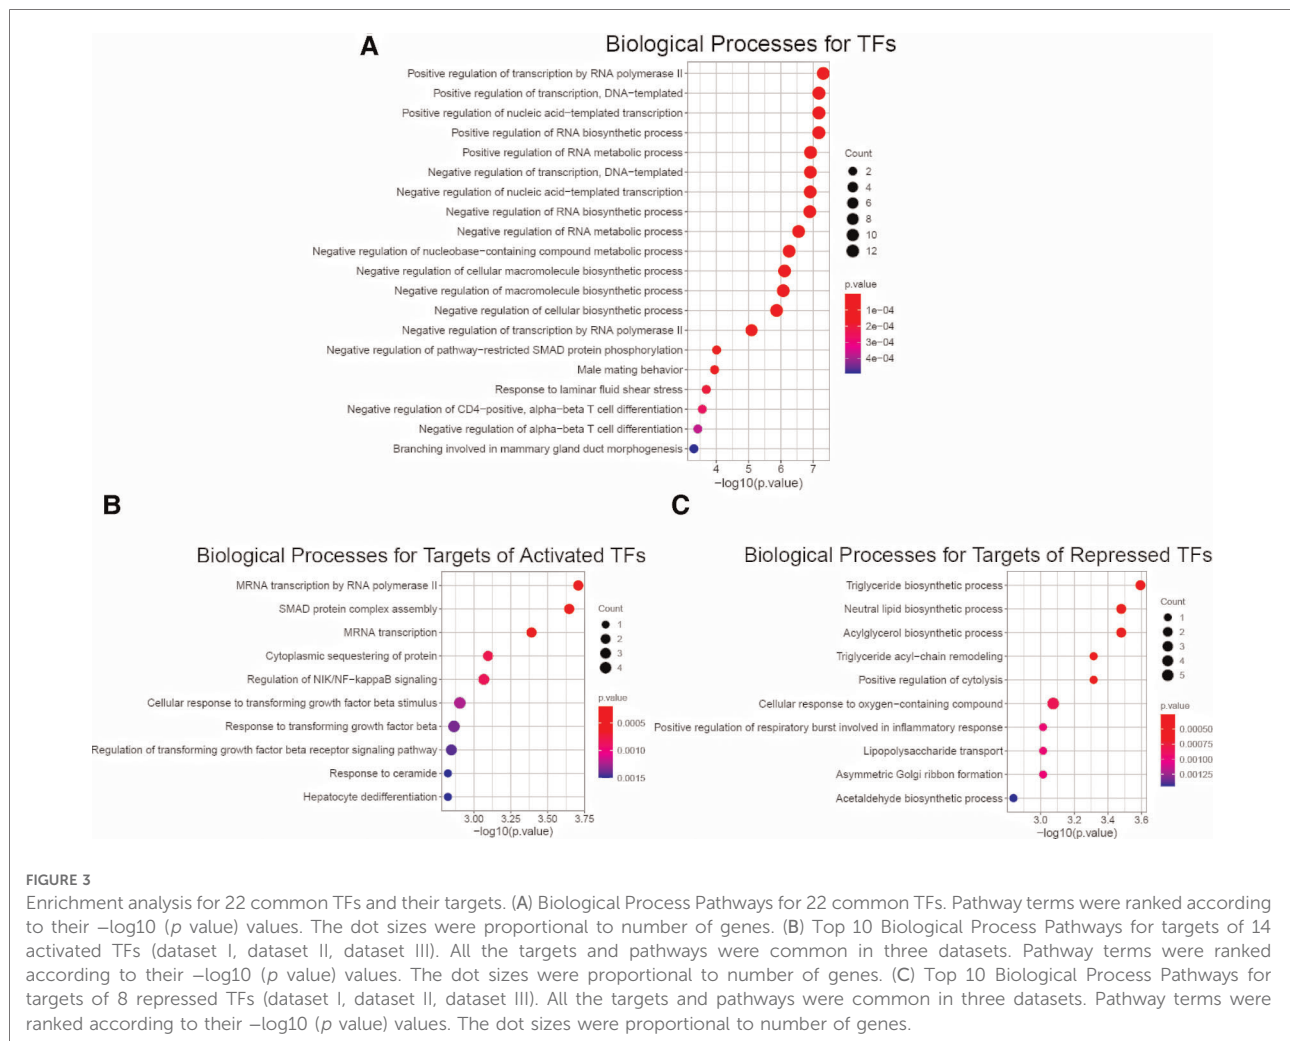 A
Biological Processes for TFs
Positive regulation of transcription by RNA polymerase II
Positive regulation of transcription, DNA-templated
Positive regulation of nucleic acid-templated transcription
Positive regulation of RNA biosynthetic process
Positive regulation of RNA metabolic process
Negative regulation of transcription, DNA-templated
Negative regulation of nucleic acid-templated transcription
Negative regulation of RNA biosynthetic process
Negative regulation of RNA metabolic process
Negative regulation of nucleobase-containing compound metabolic process
Negative regulation of cellular macromolecule biosynthetic process
Negative regulation of macromolecule biosynthetic process
Negative regulation of cellular biosynthetic process
Negative regulation of transcription by RNA polymerase II
Negative regulation of pathway-restricted SMAD protein phosphorylation
Male mating behavior
Response to laminar fluid shear stress
Negative regulation of CD4-positive, alpha-beta T cell differentiation
Negative regulation of alpha-beta T cell differentiation
Branching involved in mammary gland duct morphogenesis
4 5 6 7
-log10(p.value)
Count
2
4
6
8
10
12
p.value
1e-04
2e-04
3e-04
4e-04
B
Biological Processes for Targets of Activated TFs
MRNA transcription by RNA polymerase II
SMAD protein complex assembly
MRNA transcription
Cytoplasmic sequestering of protein
Regulation of NIK/NF-kappaB signaling
Cellular response to transforming growth factor beta stimulus
Response to transforming growth factor beta
Regulation of transforming growth factor beta receptor signaling pathway
Response to ceramide
Hepatocyte dedifferentiation
3.00 3.25 3.50 3.75
-log10(p.value)
Count
1
2
3
4
p.value
0.0005
0.0010
0.0015
C
Biological Processes for Targets of Repressed TFs
Triglyceride biosynthetic process
Neutral lipid biosynthetic process
Acylglycerol biosynthetic process
Triglyceride acyl-chain remodeling
Positive regulation of cytolysis
Cellular response to oxygen-containing compound
Positive regulation of respiratory burst involved in inflammatory response
Lipopolysaccharide transport
Asymmetric Golgi ribbon formation
Acetaldehyde biosynthetic process
3.0 3.2 3.4 3.6
-log10(p.value)
Count
1
2
3
4
5
p.value
0.00050
0.00075
0.00100
0.00125
FIGURE 3
Enrichment analysis for 22 common TFs and their targets. (A) Biological Process Pathways for 22 common TFs. Pathway terms were ranked according
to their −log10 (p value) values. The dot sizes were proportional to number of genes. (B) Top 10 Biological Process Pathways for targets of 14
activated TFs (dataset I, dataset II, dataset III). All the targets and pathways were common in three datasets. Pathway terms were ranked
according to their −log10 (p value) values. The dot sizes were proportional to number of genes. (C) Top 10 Biological Process Pathways for
targets of 8 repressed TFs (dataset I, dataset II, dataset III). All the targets and pathways were common in three datasets. Pathway terms were
ranked according to their −log10 (p value) values. The dot sizes were proportional to number of genes.